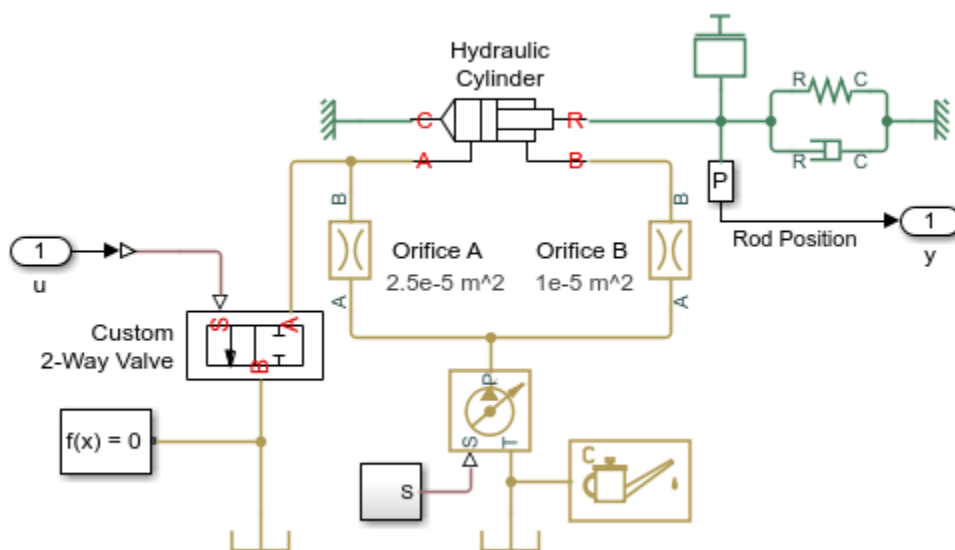 Hydraulic
Cylinder
C
R
A
B
R
C
R
C
P
Rod Position
1
y
1
u
B
Orifice A
2.5e-5 m^2
A
B
Orifice B
1e-5 m^2
A
Custom
2-Way Valve
S
A
B
f(x) = 0
P
S
T
S
C